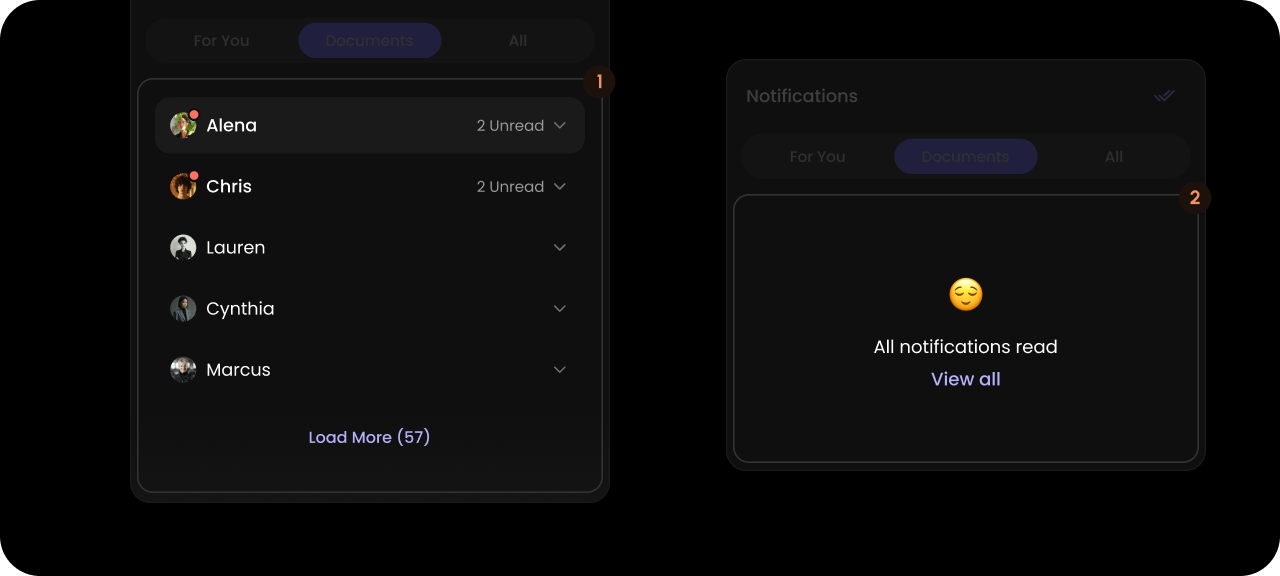 For You Documents All
1
Alena 2 Unread
Chris 2 Unread
Lauren
Cynthia
Marcus
Load More (57)
Notifications
For You Documents All
2
All notifications read
View all